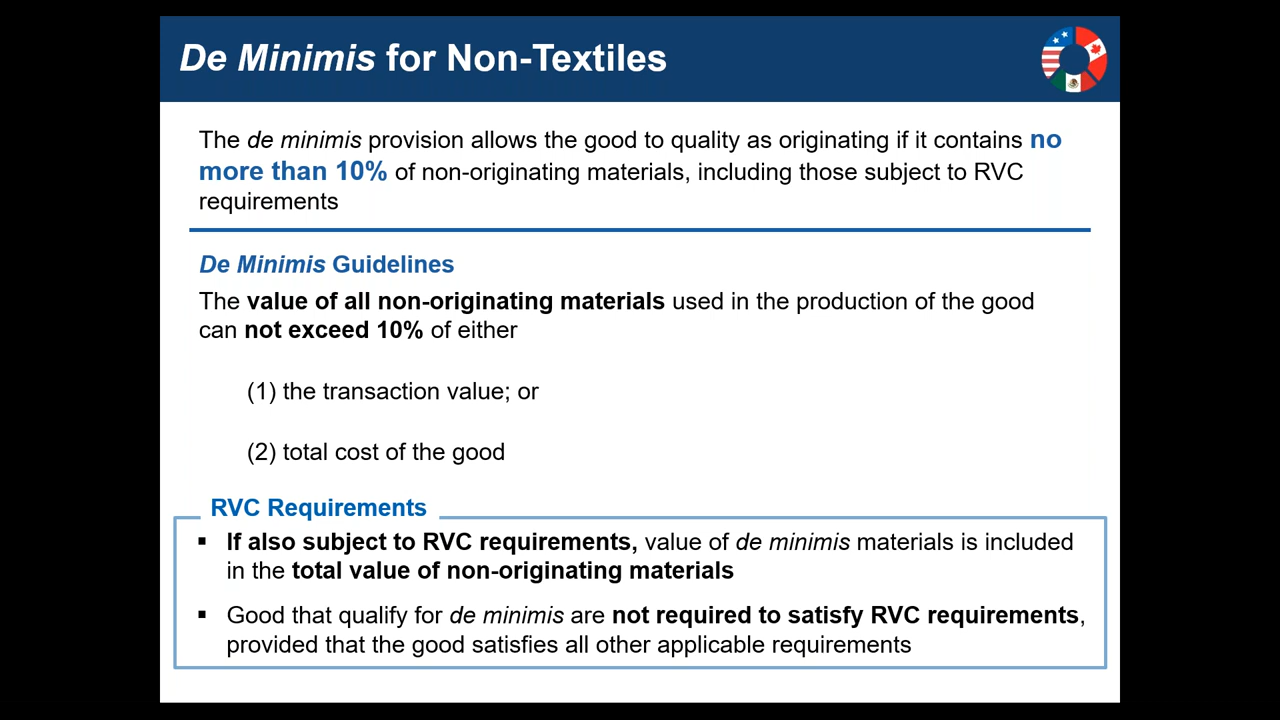 De Minimis for Non-Textiles
The de minimis provision allows the good to quality as originating if it contains no
more than 10% of non-originating materials, including those subject to RVC
requirements
De Minimis Guidelines
The value of all non-originating materials used in the production of the good
can not exceed 10% of either
(1) the transaction value; or
(2) total cost of the good
RVC Requirements
▪ If also subject to RVC requirements, value of de minimis materials is included
in the total value of non-originating materials
▪ Good that qualify for de minimis are not required to satisfy RVC requirements,
provided that the good satisfies all other applicable requirements